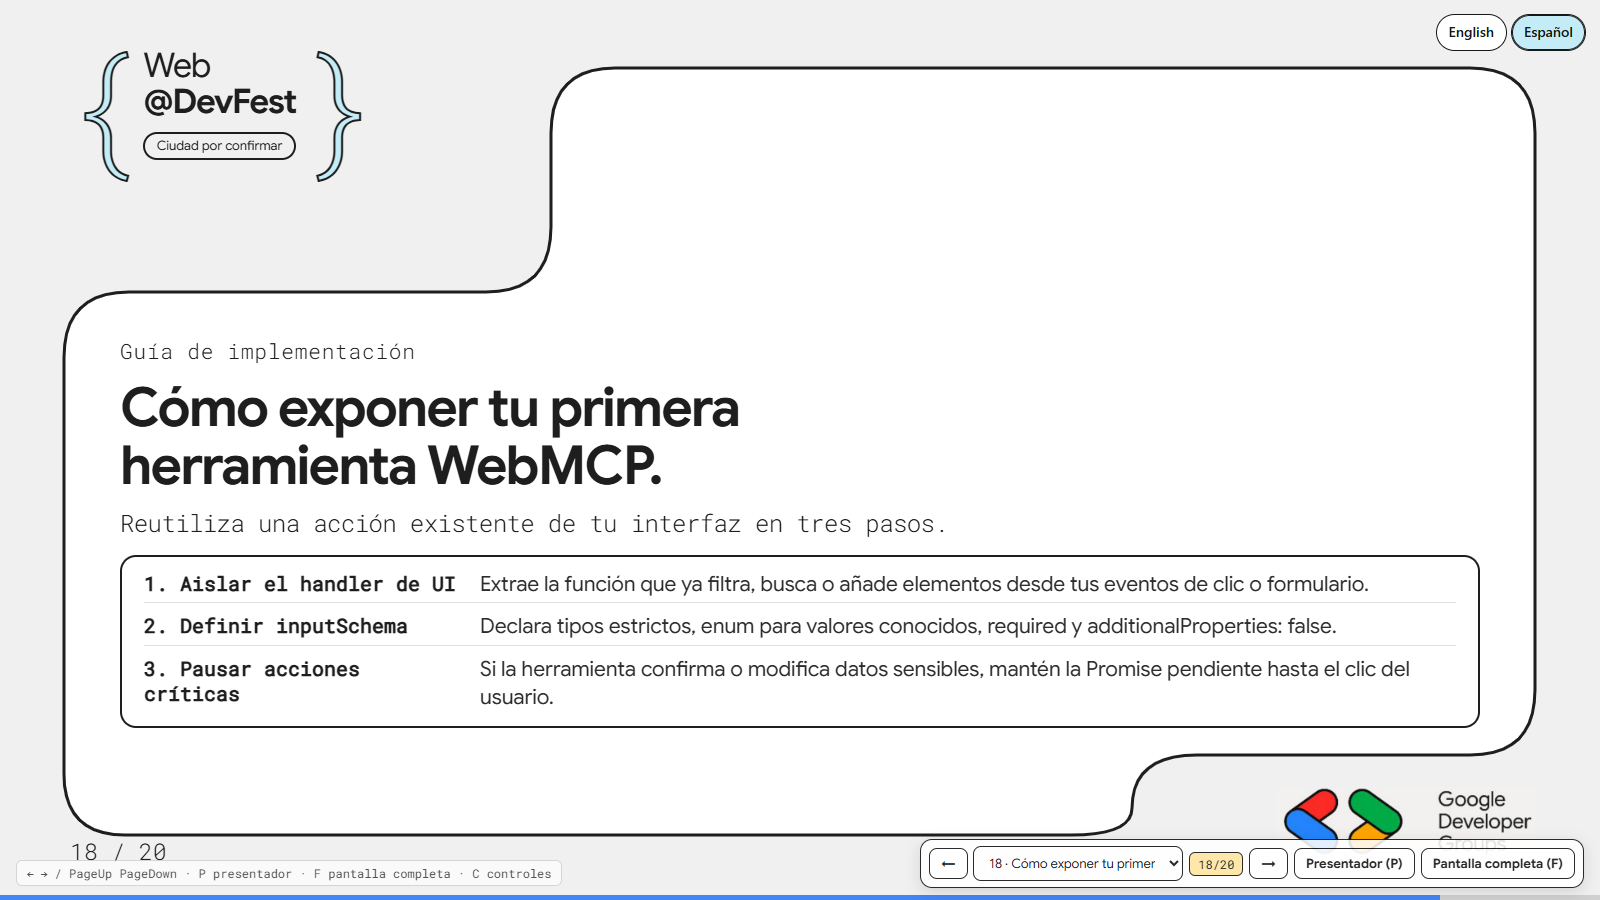 English
Español
Web
@DevFest
Ciudad por confirmar
Guía de implementación
Cómo exponer tu primera
herramienta WebMCP.
Reutiliza una acción existente de tu interfaz en tres pasos.
1. Aislar el handler de UI
Extrae la función que ya filtra, busca o añade elementos desde tus eventos de clic o formulario.
2. Definir inputSchema
Declara tipos estrictos, enum para valores conocidos, required y additionalProperties: false.
3. Pausar acciones
críticas
Si la herramienta confirma o modifica datos sensibles, mantén la Promise pendiente hasta el clic del
usuario.
Google
Developer
Groups
18 / 20
← → / PageUp PageDown · P presentador · F pantalla completa · C controles
←
18 · Cómo exponer tu primer
18/20
→
Presentador (P)
Pantalla completa (F)